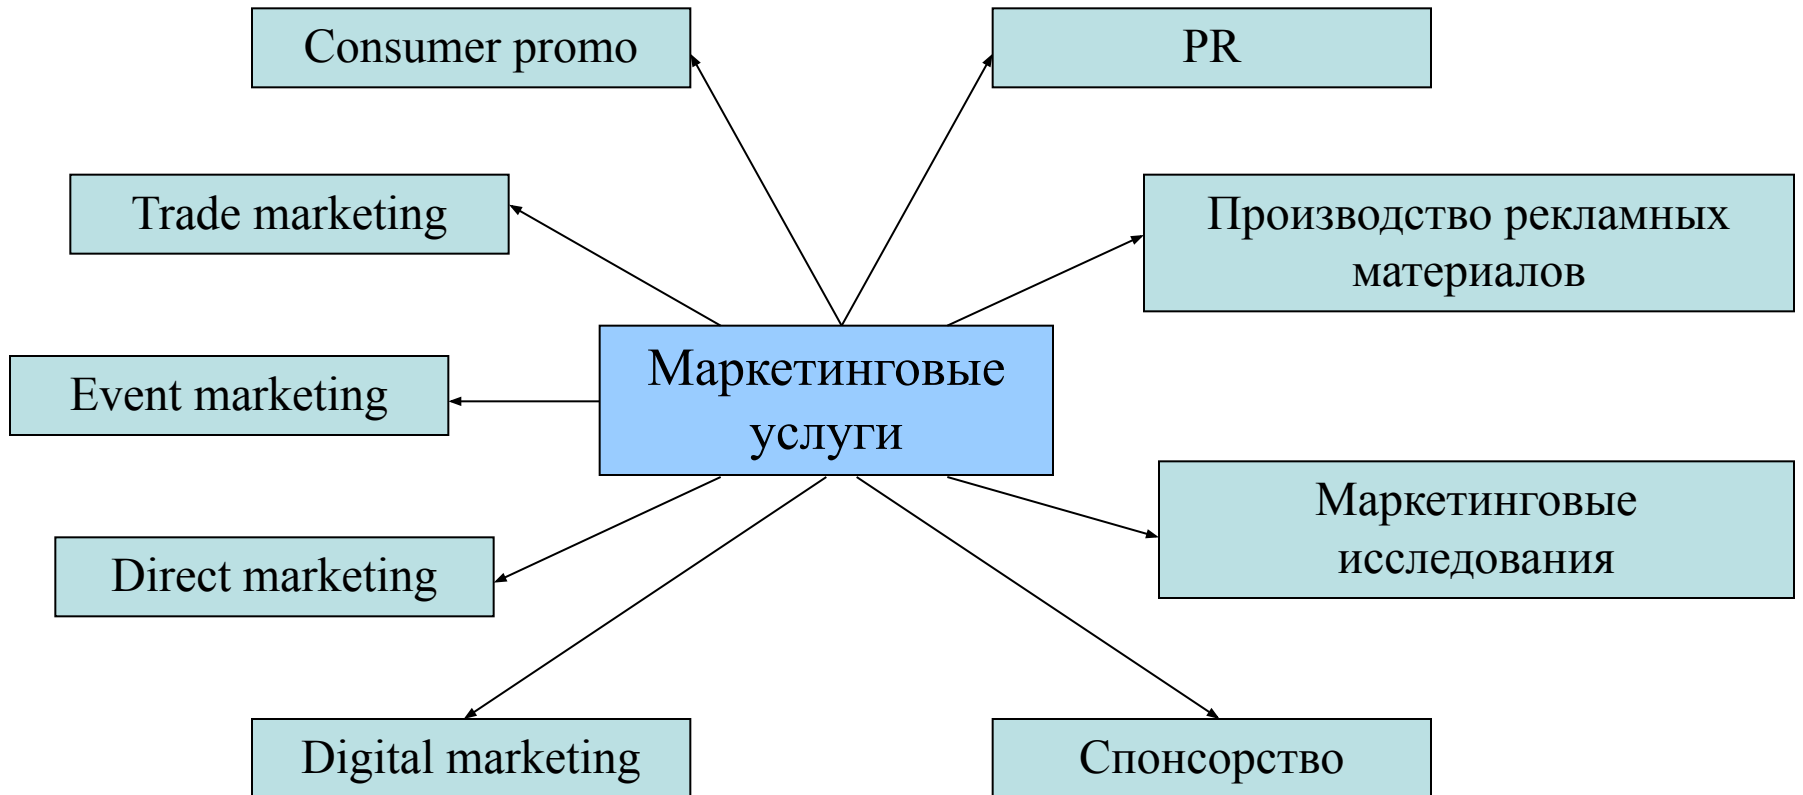 Consumer promo
PR
Trade marketing
Производство рекламных
материалов
Маркетинговые
услуги
Event marketing
Маркетинговые
исследования
Direct marketing
Digital marketing
Спонсорство